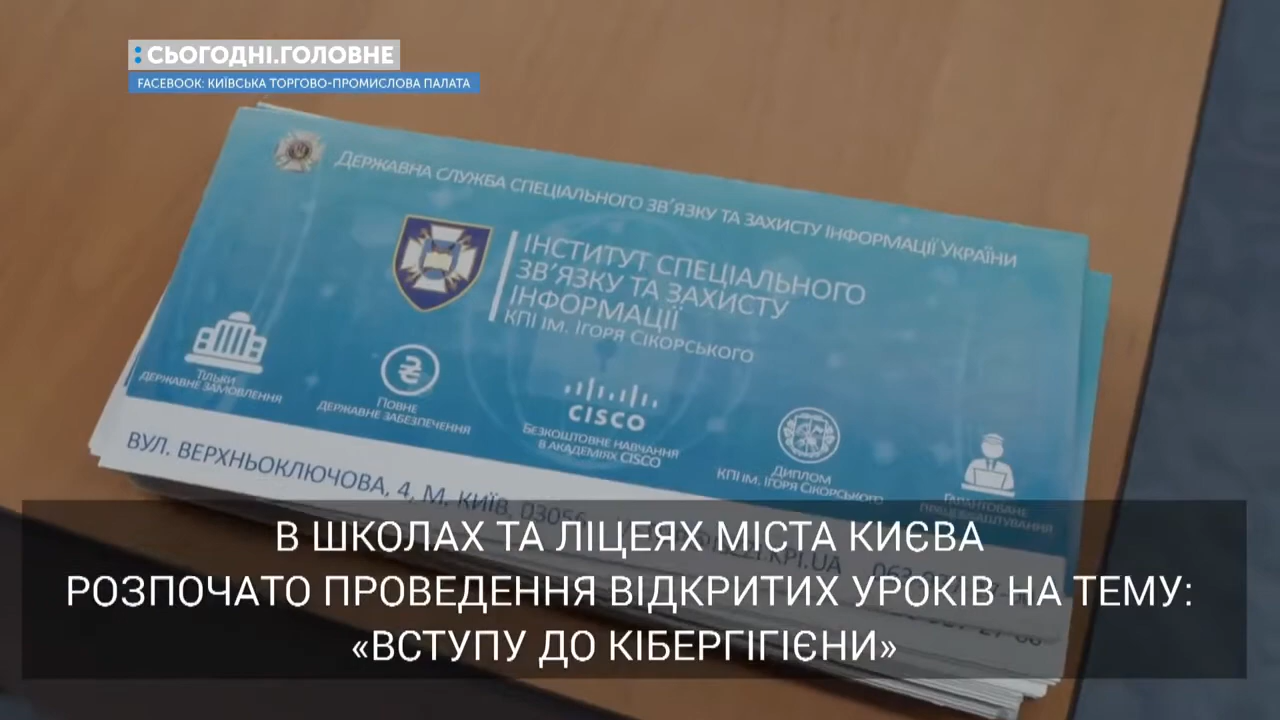 СЬОГОДНІ.ГОЛОВНЕ
FACEBOOK: КИЇВСЬКА ТОРГОВО-ПРОМИСЛОВА ПАЛАТА
ДЕРЖАВНА СЛУЖБА СПЕЦІАЛЬНОГО ЗВ'ЯЗКУ ТА ЗАХИСТУ ІНФОРМАЦІЇ УКРАЇНИ
ІНСТИТУТ СПЕЦІАЛЬНОГО
ЗВ'ЯЗКУ ТА ЗАХИСТУ
ІНФОРМАЦІЇ
КПІ ІМ. ІГОРЯ СІКОРСЬКОГО
ТІЛЬКИ
ДЕРЖАВНЕ ЗАМОВЛЕННЯ
ПОВНЕ
ДЕРЖАВНЕ ЗАБЕЗПЕЧЕННЯ
CISCO
БЕЗКОШТОВНЕ НАВЧАННЯ
В АКАДЕМІЯХ CISCO
ДИПЛОМ
КПІ ІМ. ІГОРЯ СІКОРСЬКОГО
ГАРАНТОВАНЕ
ПРАЦЕВЛАШТУВАННЯ
ВУЛ. ВЕРХНЬОКЛЮЧОВА, 4, М. КИЇВ, 03056
В ШКОЛАХ ТА ЛІЦЕЯХ МІСТА КИЄВА
РОЗПОЧАТО ПРОВЕДЕННЯ ВІДКРИТИХ УРОКІВ НА ТЕМУ:
«ВСТУПУ ДО КІБЕРГІГІЄНИ»